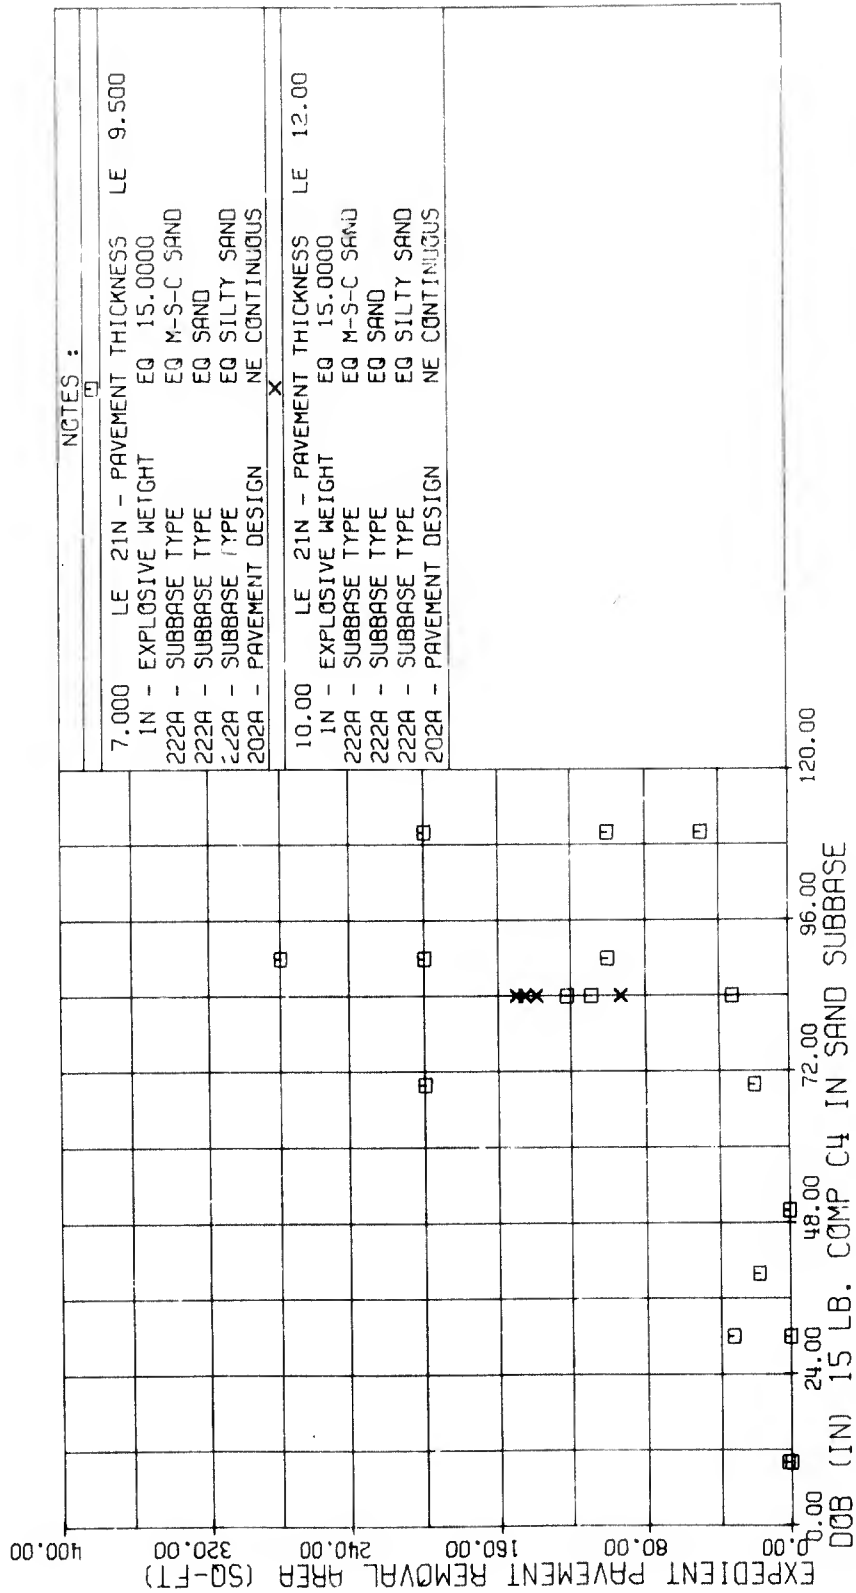 NOTES :
7.000 LE 21N - PAVEMENT THICKNESS LE 9.500
1N - EXPLOSIVE WEIGHT EQ 15.0000
222A - SUBBASE TYPE EQ M-S-C SAND
222A - SUBBASE TYPE EQ SAND
222A - SUBBASE TYPE EQ SILTY SAND
202A - PAVEMENT DESIGN NE CONTINUOUS
10.00 LE 21N - PAVEMENT THICKNESS LE 12.00
1N - EXPLOSIVE WEIGHT EQ 15.0000
222A - SUBBASE TYPE EQ M-S-C SAND
222A - SUBBASE TYPE EQ SAND
222A - SUBBASE TYPE EQ SILTY SAND
202A - PAVEMENT DESIGN NE CONTINUOUS
EXPEDIENT PAVEMENT REMOVAL AREA (SQ-FT)
400.00
320.00
240.00
160.00
80.00
0.00
0.00 24.00 48.00 72.00 96.00 120.00
DOB (IN) 15 LB. COMP C4 IN SAND SUBBASE